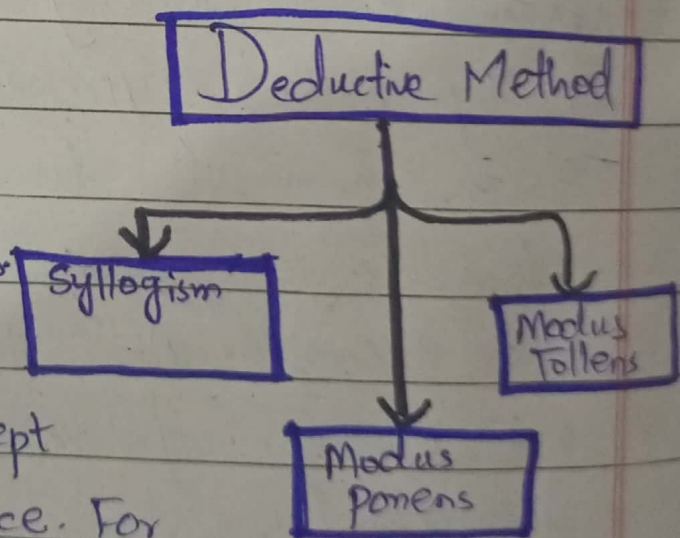 Deductive Method
Syllogism
Modus
Tollens
Modus
Ponens
ept
ce. For